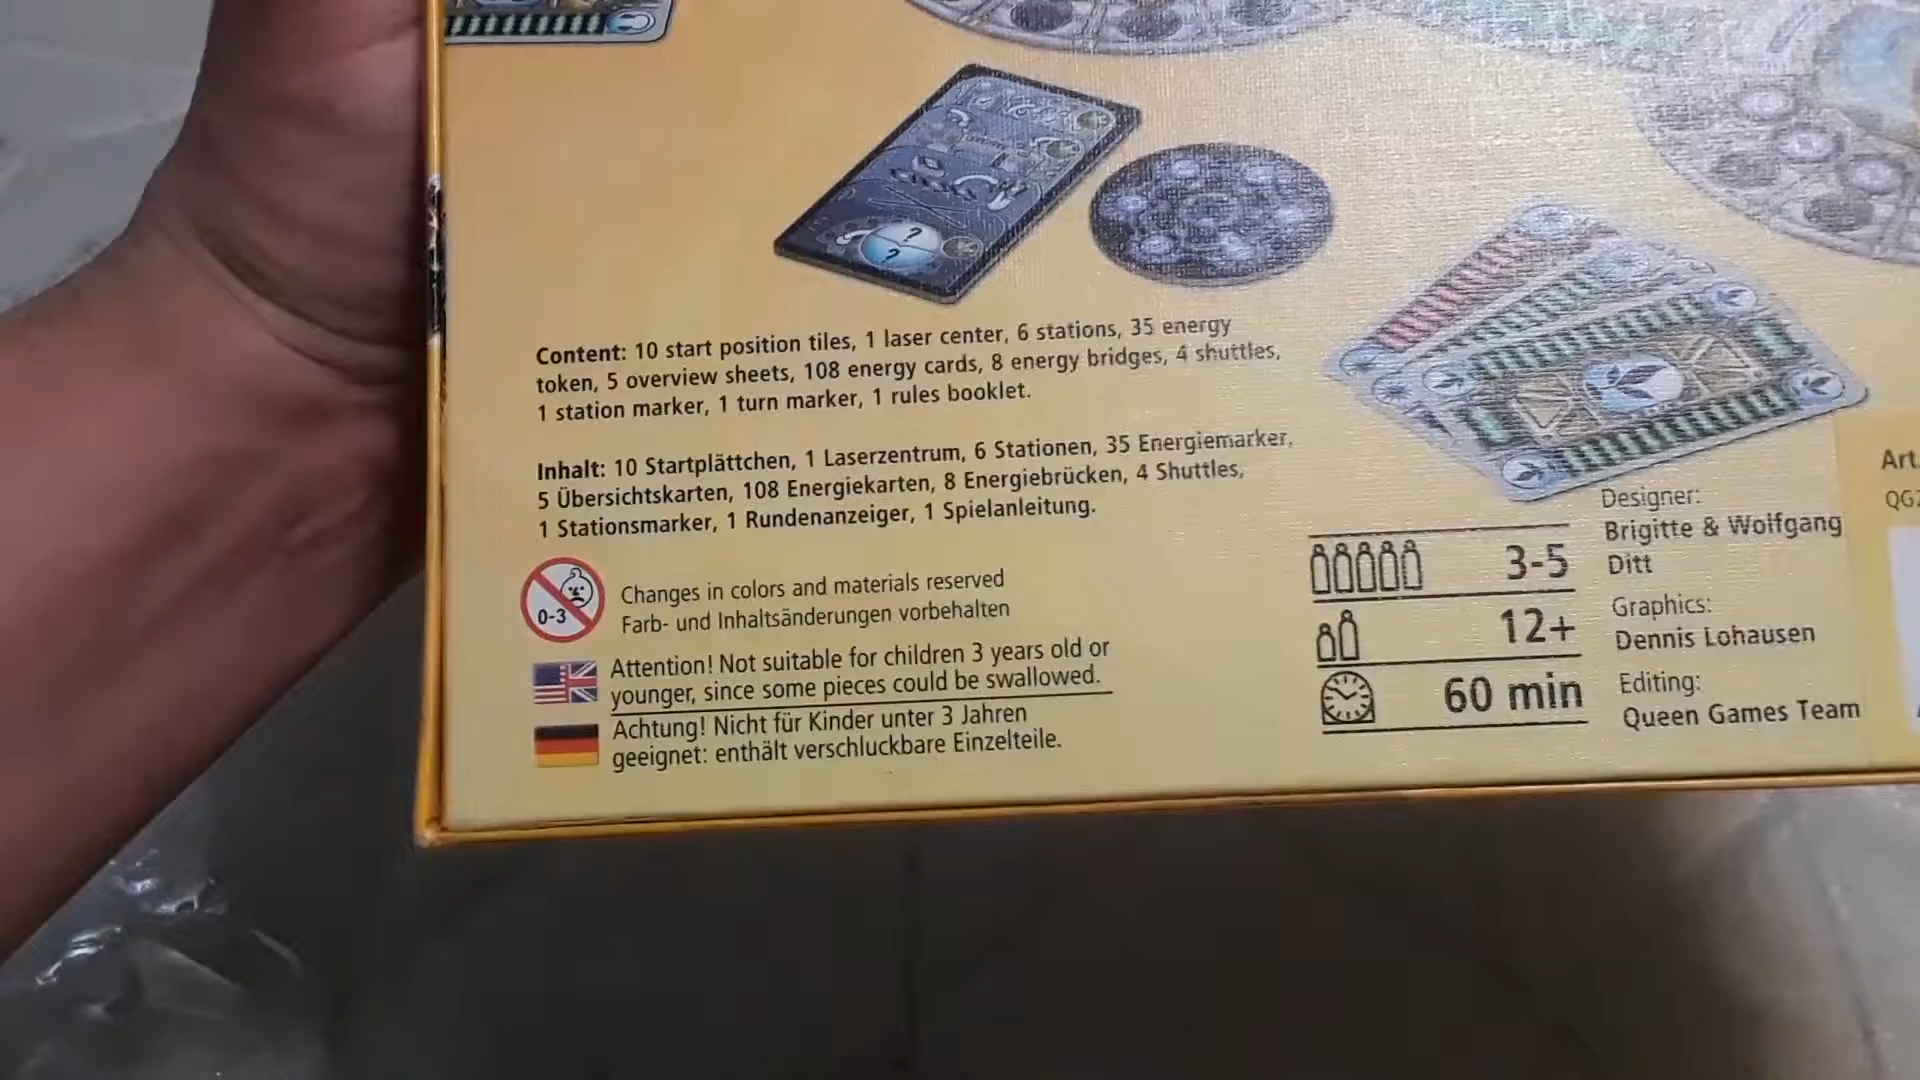 ?
?
Content: 10 start position tiles, 1 laser center, 6 stations, 35 energy
token, 5 overview sheets, 108 energy cards, 8 energy bridges, 4 shuttles,
1 station marker, 1 turn marker, 1 rules booklet.
Inhalt: 10 Startplättchen, 1 Laserzentrum, 6 Stationen, 35 Energiemarker,
5 Übersichtskarten, 108 Energiekarten, 8 Energiebrücken, 4 Shuttles,
1 Stationsmarker, 1 Rundenanzeiger, 1 Spielanleitung.
0-3
Changes in colors and materials reserved
Farb- und Inhaltsänderungen vorbehalten
Attention! Not suitable for children 3 years old or
younger, since some pieces could be swallowed.
Achtung! Nicht für Kinder unter 3 Jahren
geeignet: enthält verschluckbare Einzelteile.
3-5
12+
60 min
Designer:
Brigitte & Wolfgang
Ditt
Graphics:
Dennis Lohausen
Editing:
Queen Games Team
Art.